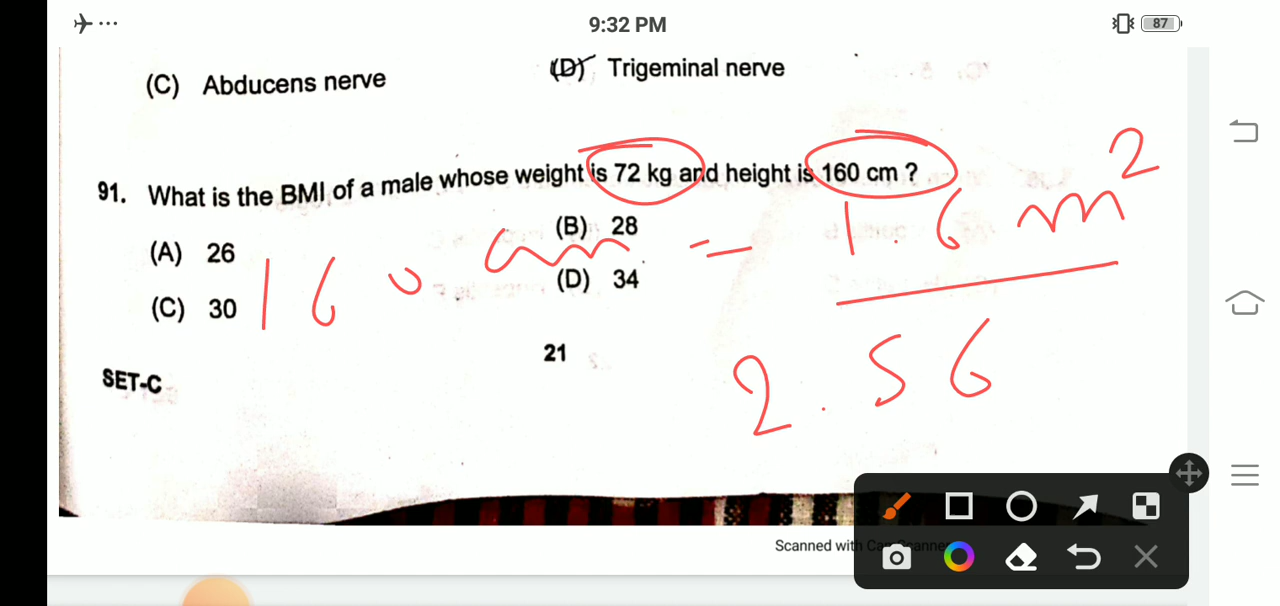 9:32 PM
87
(C) Abducens nerve
(D) Trigeminal nerve
91. What is the BMI of a male whose weight is 72 kg and height is 160 cm ?
(A) 26
(B) 28
(C) 30
(D) 34
160 cm = 1.6 m2
2.56
21
SET-C
Scanned with CamScanner